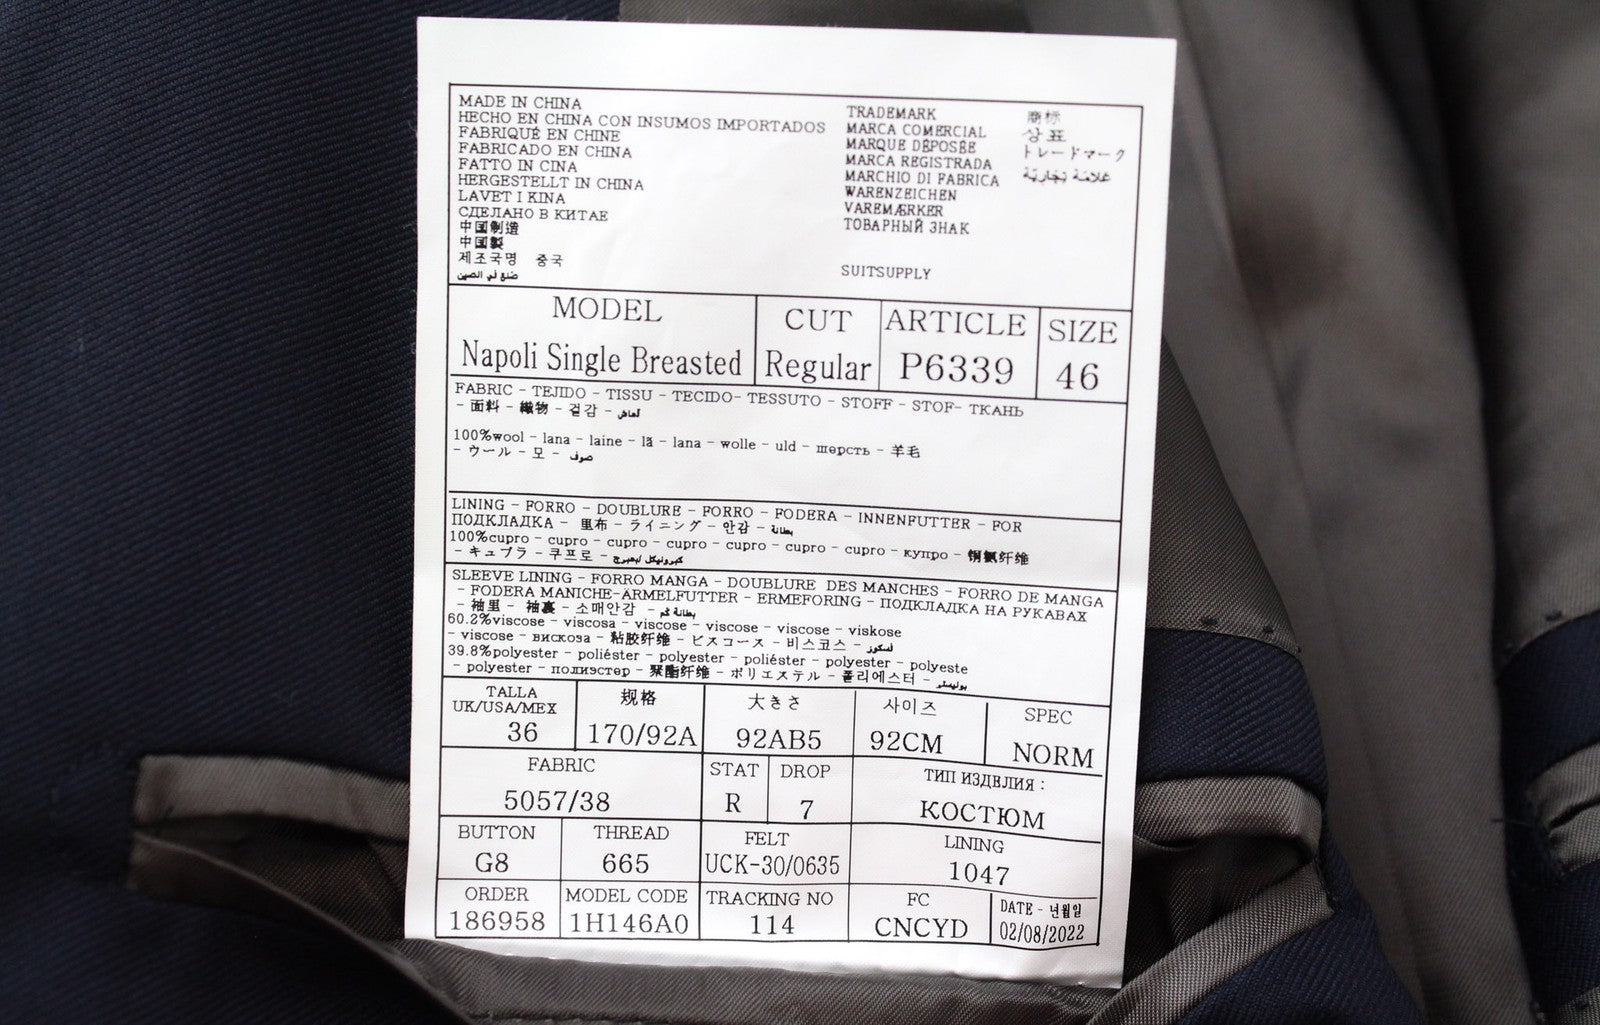 MADE IN CHINA
HECHO EN CHINA CON INSUMOS IMPORTADOS
FABRIQUÉ EN CHINE
FABRICADO EN CHINA
FATTO IN CINA
HERGESTELLT IN CHINA
LAVET I KINA
СДЕЛАНО В КИТАЕ
中国制造
中国製
제조국명 중국
صنع في الصين
TRADEMARK 商标
MARCA COMERCIAL 상표
MARQUE DÉPOSÉE トレードマーク
MARCA REGISTRADA علامة تجارية
MARCHIO DI FABRICA
WARENZEICHEN
VAREMÆRKER
ТОВАРНЫЙ ЗНАК
SUITSUPPLY
MODEL CUT ARTICLE SIZE
Napoli Single Breasted Regular P6339 46
FABRIC - TEJIDO - TISSU - TECIDO- TESSUTO - STOFF - STOF- ТКАНЬ
- 面料 - 織物 - 겉감 - قماش
100%wool - lana - laine - lã - lana - wolle - uld - шерсть - 羊毛
- ウール - 모 - صوف
LINING - FORRO - DOUBLURE - FORRO - FODERA - INNENFUTTER - FOR
ПОДКЛАДКА - 里布 - ライニング - 안감 - بطانة
100%cupro - cupro - cupro - cupro - cupro - cupro - cupro - купро - 铜氨纤维
- キュプラ - 쿠프로 -
SLEEVE LINING - FORRO MANGA - DOUBLURE DES MANCHES - FORRO DE MANGA
- FODERA MANICHE-ÄRMELFUTTER - ERMEFORING - ПОДКЛАДКА НА РУКАВАХ
- 袖里 - 袖裏 - 소매안감 - بطانة كم
60.2%viscose - viscosa - viscose - viscose - viscose - viskose
- viscose - вискоза - 粘胶纤维 - ビスコース - 비스코스 -
39.8%polyester - poliéster - polyester - poliéster - polyester - polyeste
- polyester - полиэстер - 聚酯纤维 - ポリエステル - 폴리에스터 -
TALLA 规格 大きさ 사이즈 SPEC
UK/USA/MEX
36 170/92A 92AB5 92CM NORM
FABRIC STAT DROP ТИП ИЗДЕЛИЯ :
5057/38 R 7 КОСТЮМ
BUTTON THREAD FELT LINING
G8 665 UCK-30/0635 1047
ORDER MODEL CODE TRACKING NO FC DATE - 년월일
186958 1H146A0 114 CNCYD 02/08/2022